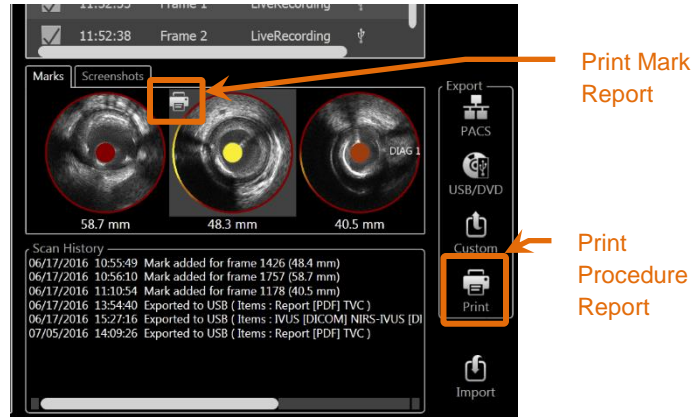 11:52:35 Frame 1 LiveRecording
11:52:38 Frame 2 LiveRecording
Marks Screenshots
Print Mark
Report
Export
PACS
DIAG 1
USB/DVD
58.7 mm 48.3 mm 40.5 mm
Custom
Scan History
06/17/2016 10:55:49 Mark added for frame 1426 (48.4 mm)
06/17/2016 10:56:10 Mark added for frame 1757 (58.7 mm)
06/17/2016 11:10:54 Mark added for frame 1178 (40.5 mm)
06/17/2016 13:54:40 Exported to USB ( Items : Report [PDF] TVC )
06/17/2016 15:27:16 Exported to USB ( Items : IVUS [DICOM] NIRS-IVUS [DI
07/05/2016 14:09:26 Exported to USB ( Items : Report [PDF] TVC )
Print
Print
Procedure
Report
Import